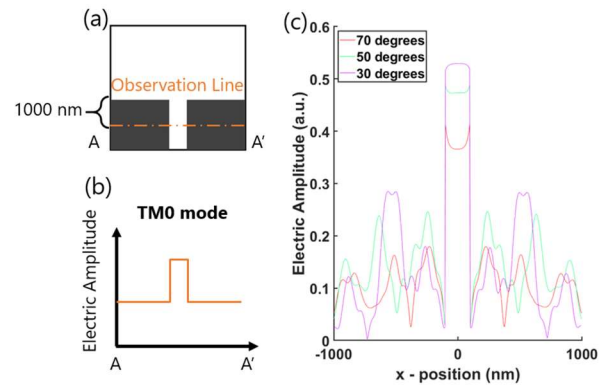 (a)
Observation Line
1000 nm
A
A'
(b)
TM0 mode
Electric Amplitude
A
A'
(c)
70 degrees
50 degrees
30 degrees
Electric Amplitude (a.u.)
0.6
0.5
0.4
0.3
0.2
0.1
0
-1000
-500
0
500
1000
x - position (nm)